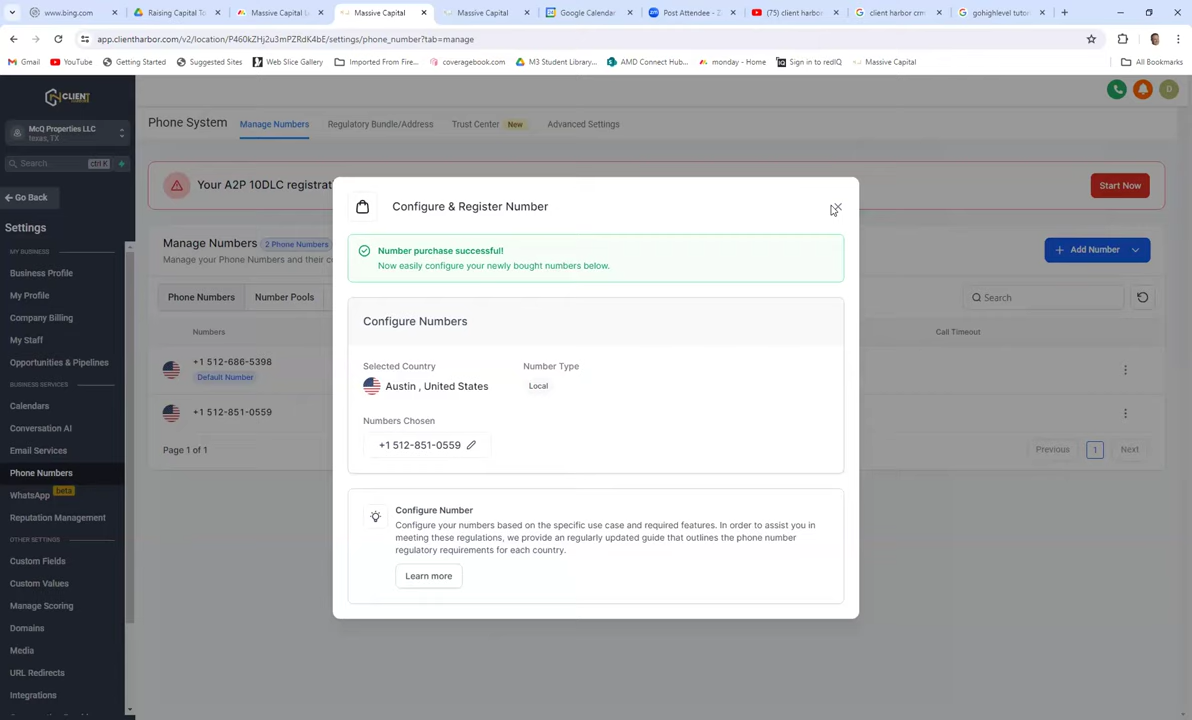 www.bing.com
Raising Capital To
Massive Capital L
Massive Capital
Massive Capital
Google Calendar
Post Attendee - Z
(75) client harbor
client harbor crm
gohighlevel tutor
app.clientharbor.com/v2/location/P460kZHj2u3mPZRdK4bE/settings/phone_number?tab=manage
Gmail
YouTube
Getting Started
Suggested Sites
Web Slice Gallery
Imported From Fire...
coveragebook.com
M3 Student Library...
AMD Connect Hub...
monday - Home
Sign in to redIQ
Massive Capital
All Bookmarks
CLIENT
McQ Properties LLC
texas, TX
Search
ctrl K
Go Back
Settings
MY BUSINESS
Business Profile
My Profile
Company Billing
My Staff
Opportunities & Pipelines
BUSINESS SERVICES
Calendars
Conversation AI
Email Services
Phone Numbers
WhatsApp beta
Reputation Management
OTHER SETTINGS
Custom Fields
Custom Values
Manage Scoring
Domains
Media
URL Redirects
Integrations
D
Phone System
Manage Numbers
Regulatory Bundle/Address
Trust Center New
Advanced Settings
Your A2P 10DLC registrat
Start Now
Manage Numbers 2 Phone Numbers
Manage your Phone Numbers and their c
Add Number
Phone Numbers
Number Pools
Search
Numbers
Call Timeout
+1 512-686-5398
Default Number
+1 512-851-0559
Page 1 of 1
Previous
1
Next
Configure & Register Number
Number purchase successful!
Now easily configure your newly bought numbers below.
Configure Numbers
Selected Country
Number Type
Austin , United States
Local
Numbers Chosen
+1 512-851-0559
Configure Number
Configure your numbers based on the specific use case and required features. In order to assist you in
meeting these regulations, we provide an regularly updated guide that outlines the phone number
regulatory requirements for each country.
Learn more